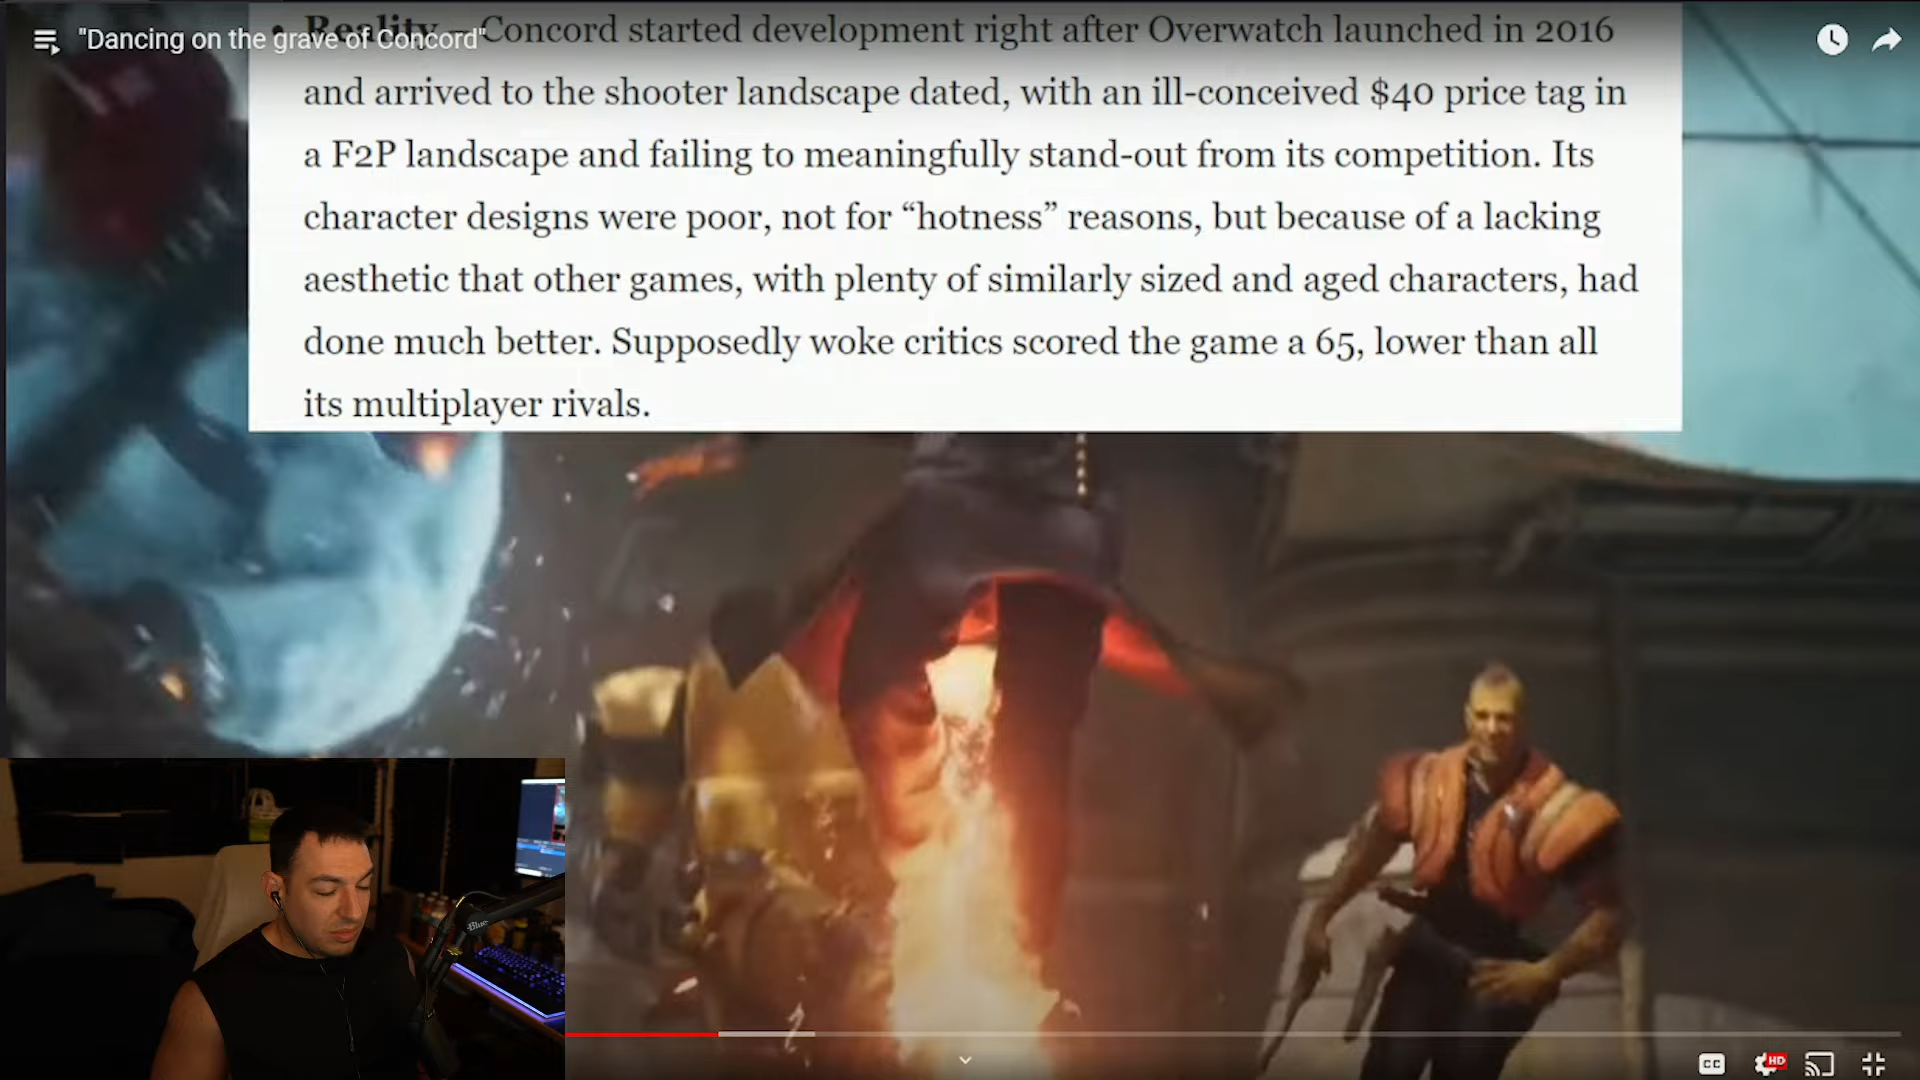 "Dancing on the grave of Concord"
Reality – Concord started development right after Overwatch launched in 2016
and arrived to the shooter landscape dated, with an ill-conceived $40 price tag in
a F2P landscape and failing to meaningfully stand-out from its competition. Its
character designs were poor, not for “hotness” reasons, but because of a lacking
aesthetic that other games, with plenty of similarly sized and aged characters, had
done much better. Supposedly woke critics scored the game a 65, lower than all
its multiplayer rivals.
Blue
CC
HD